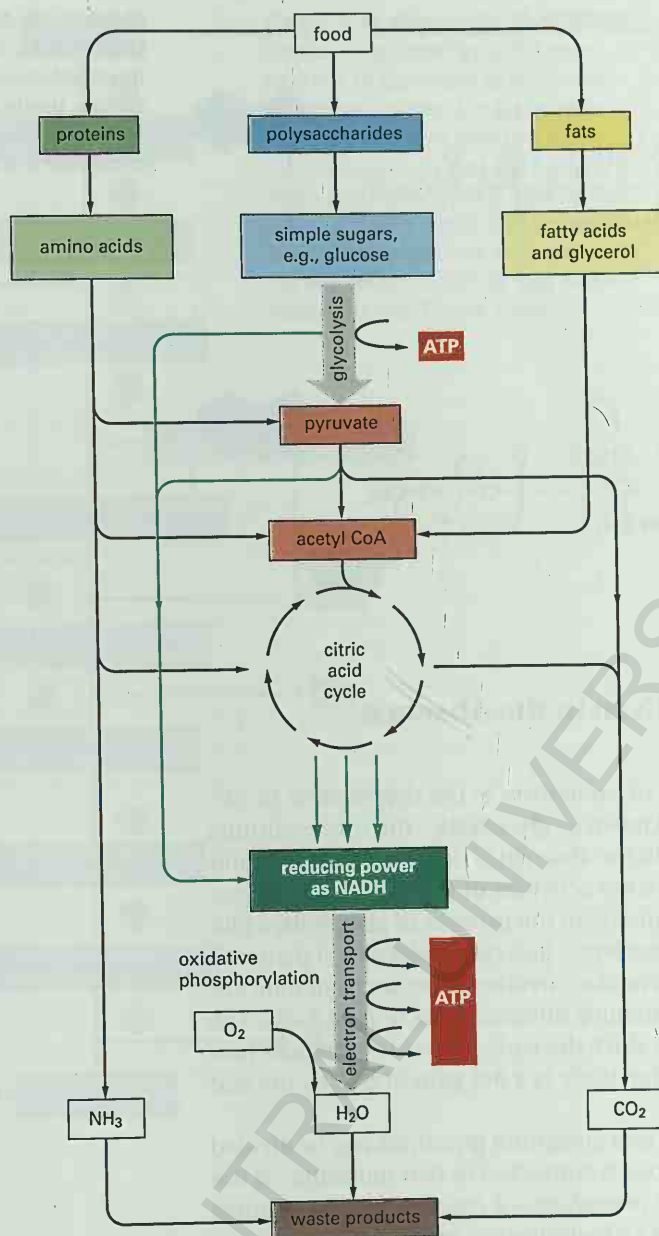 food
proteins
polysaccharides
fats
amino acids
simple sugars,
e.g., glucose
fatty acids
and glycerol
glycolysis
ATP
pyruvate
acetyl CoA
citric
acid
cycle
reducing power
as NADH
oxidative
phosphorylation
electron transport
ATP
O₂
NH₃
H₂O
CO₂
waste products